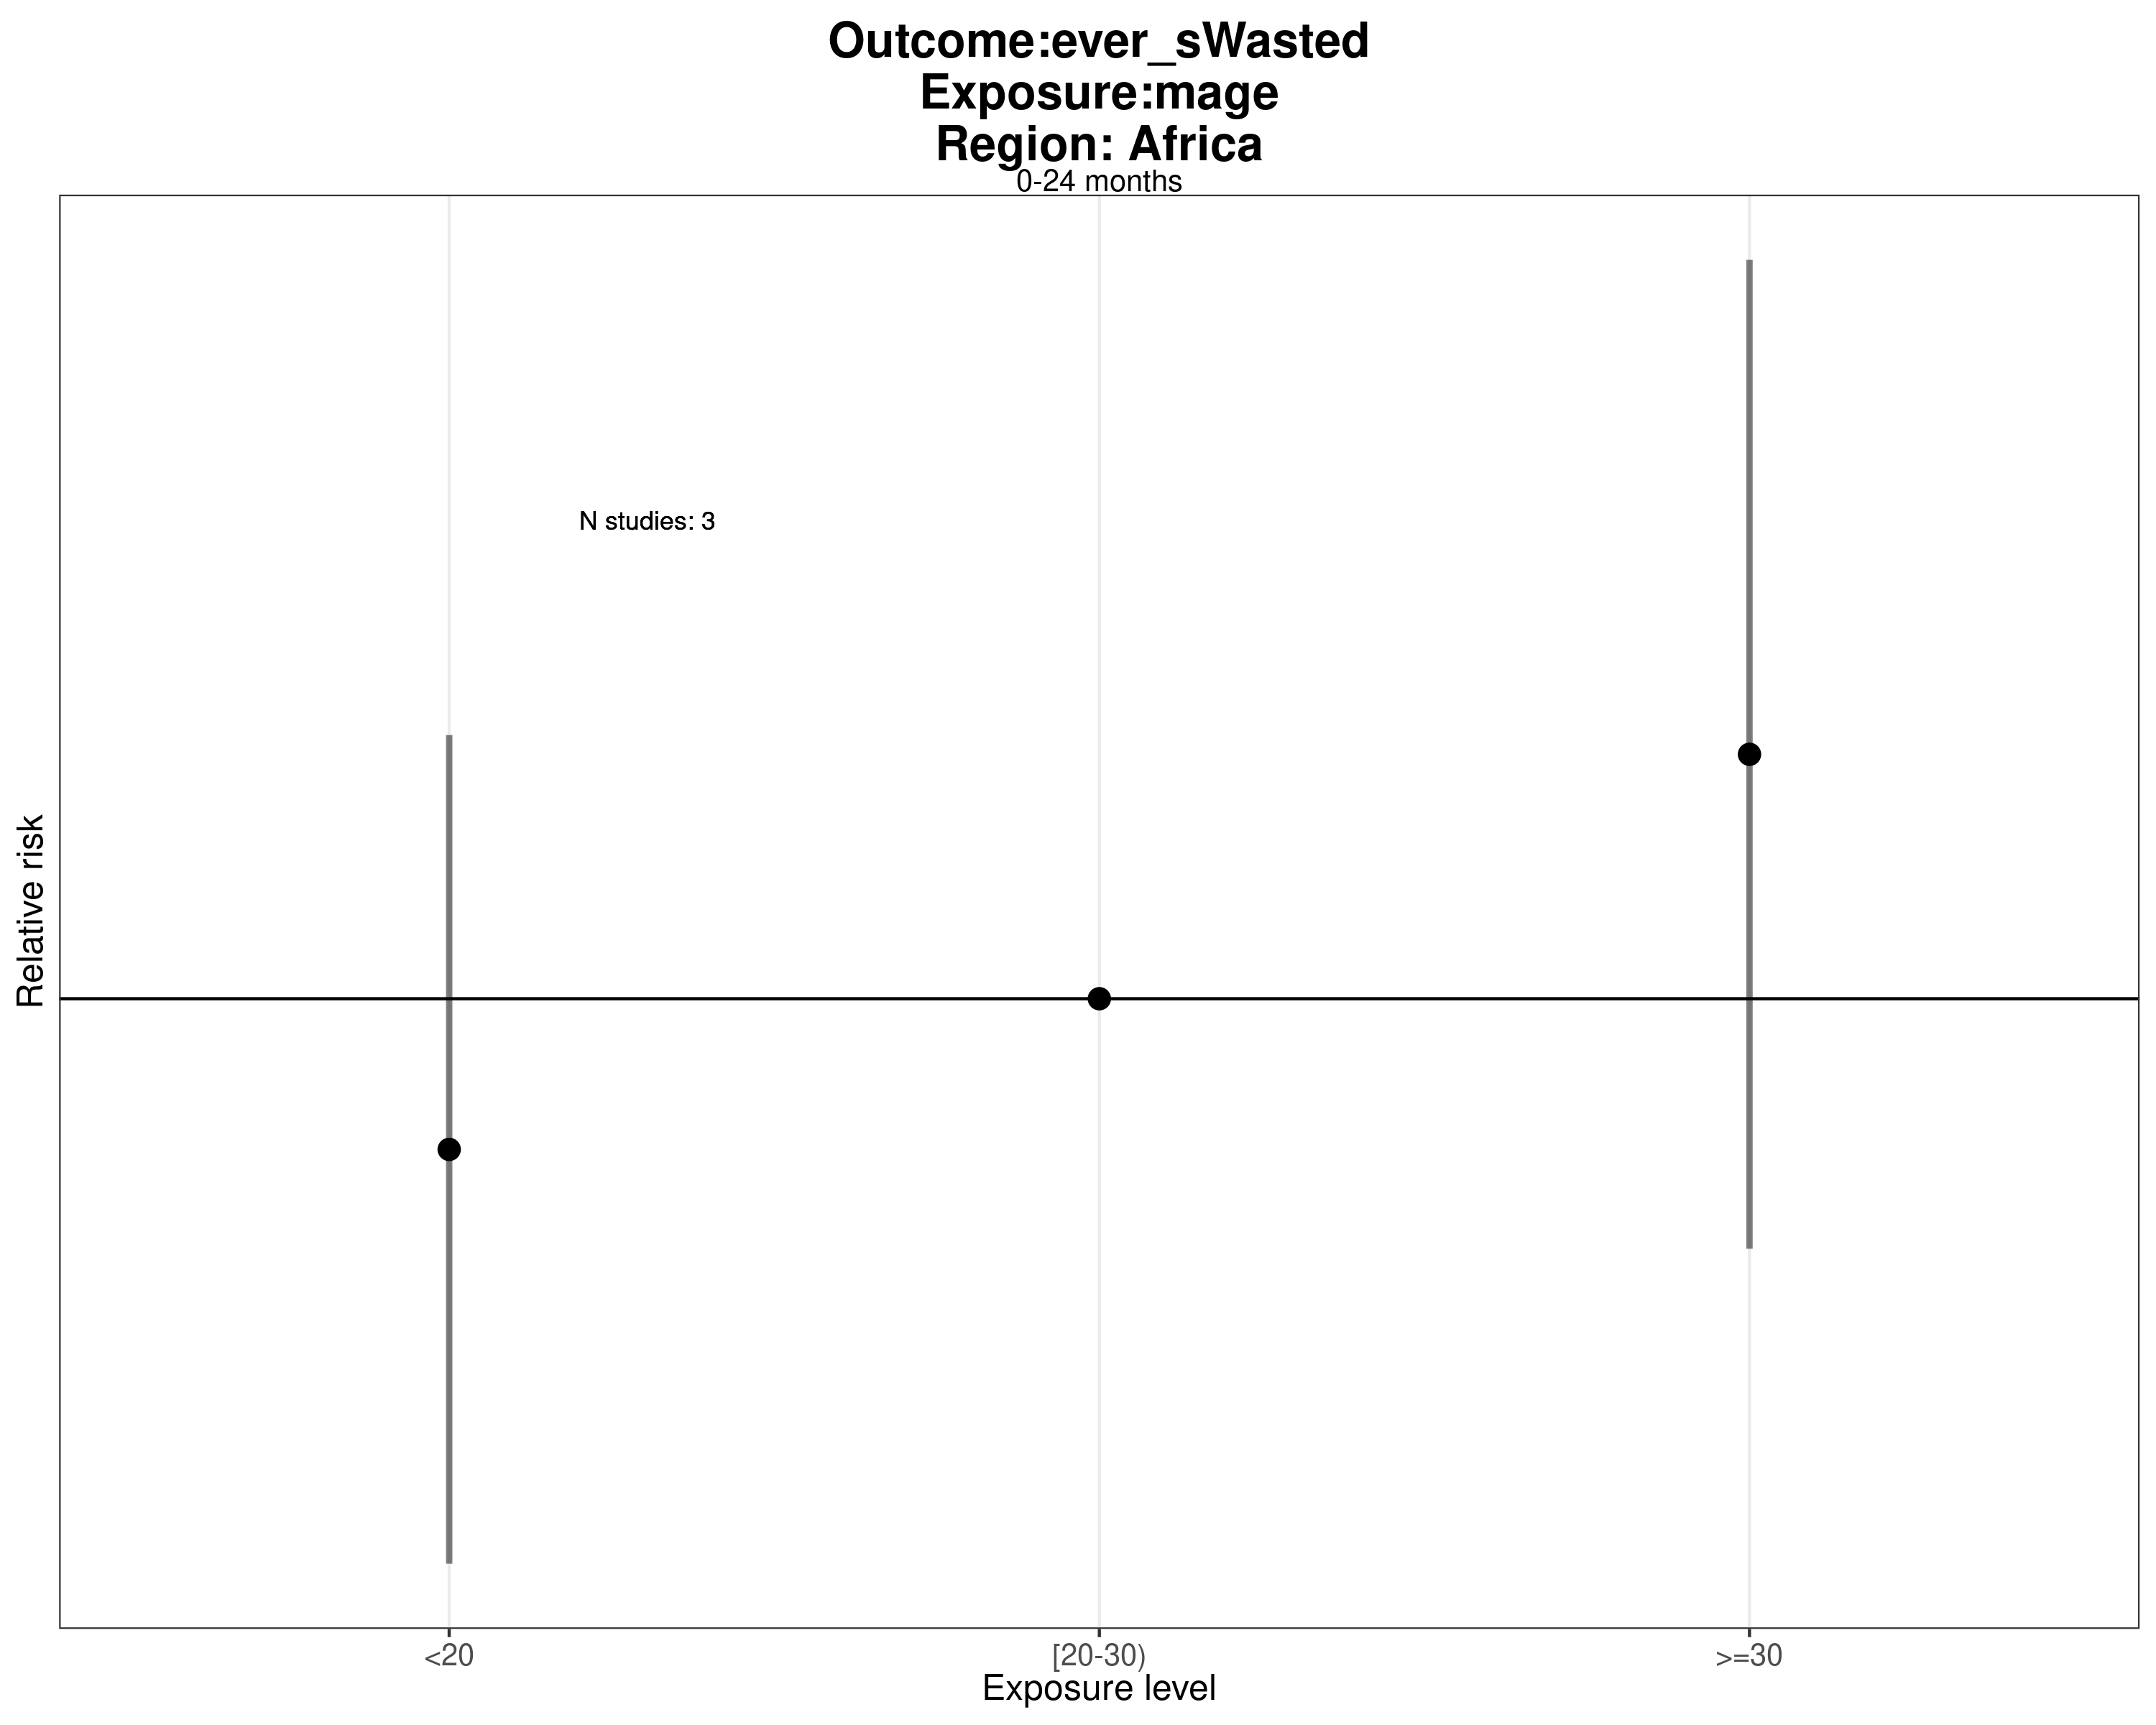 Outcome:ever_sWasted
Exposure:mage
Region: Africa
0-24 months
N studies: 3
Relative risk
<20
[20-30)
>=30
Exposure level